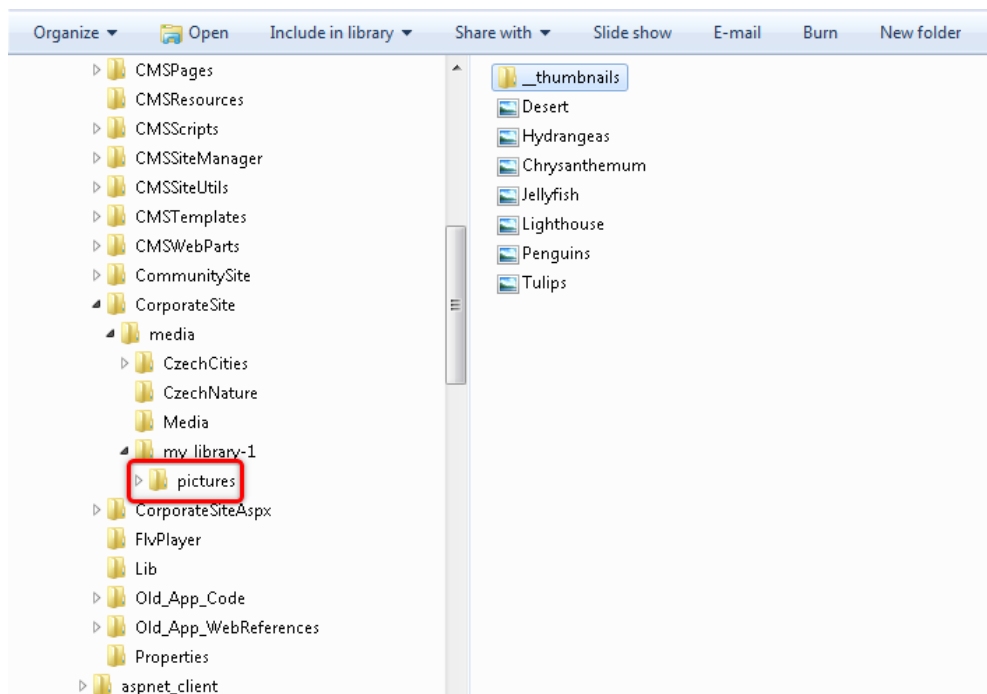 Organize Open Include in library Share with Slide show E-mail Burn New folder
CMSPages
CMSResources
CMSScripts
CMSSiteManager
CMSSiteUtils
CMSTemplates
CMSWebParts
CommunitySite
CorporateSite
media
CzechCities
CzechNature
Media
my_library-1
pictures
CorporateSiteAspx
FlvPlayer
Lib
Old_App_Code
Old_App_WebReferences
Properties
aspnet_client
__thumbnails
Desert
Hydrangeas
Chrysanthemum
Jellyfish
Lighthouse
Penguins
Tulips